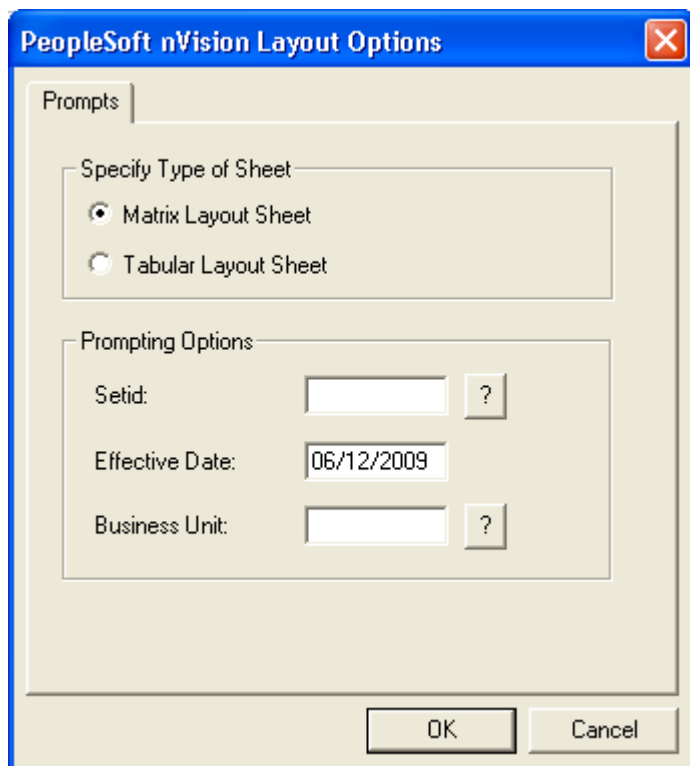 PeopleSoft nVision Layout Options
Prompts
Specify Type of Sheet
Matrix Layout Sheet
Tabular Layout Sheet
Prompting Options
Setid: ?
Effective Date: 06/12/2009
Business Unit: ?
OK Cancel